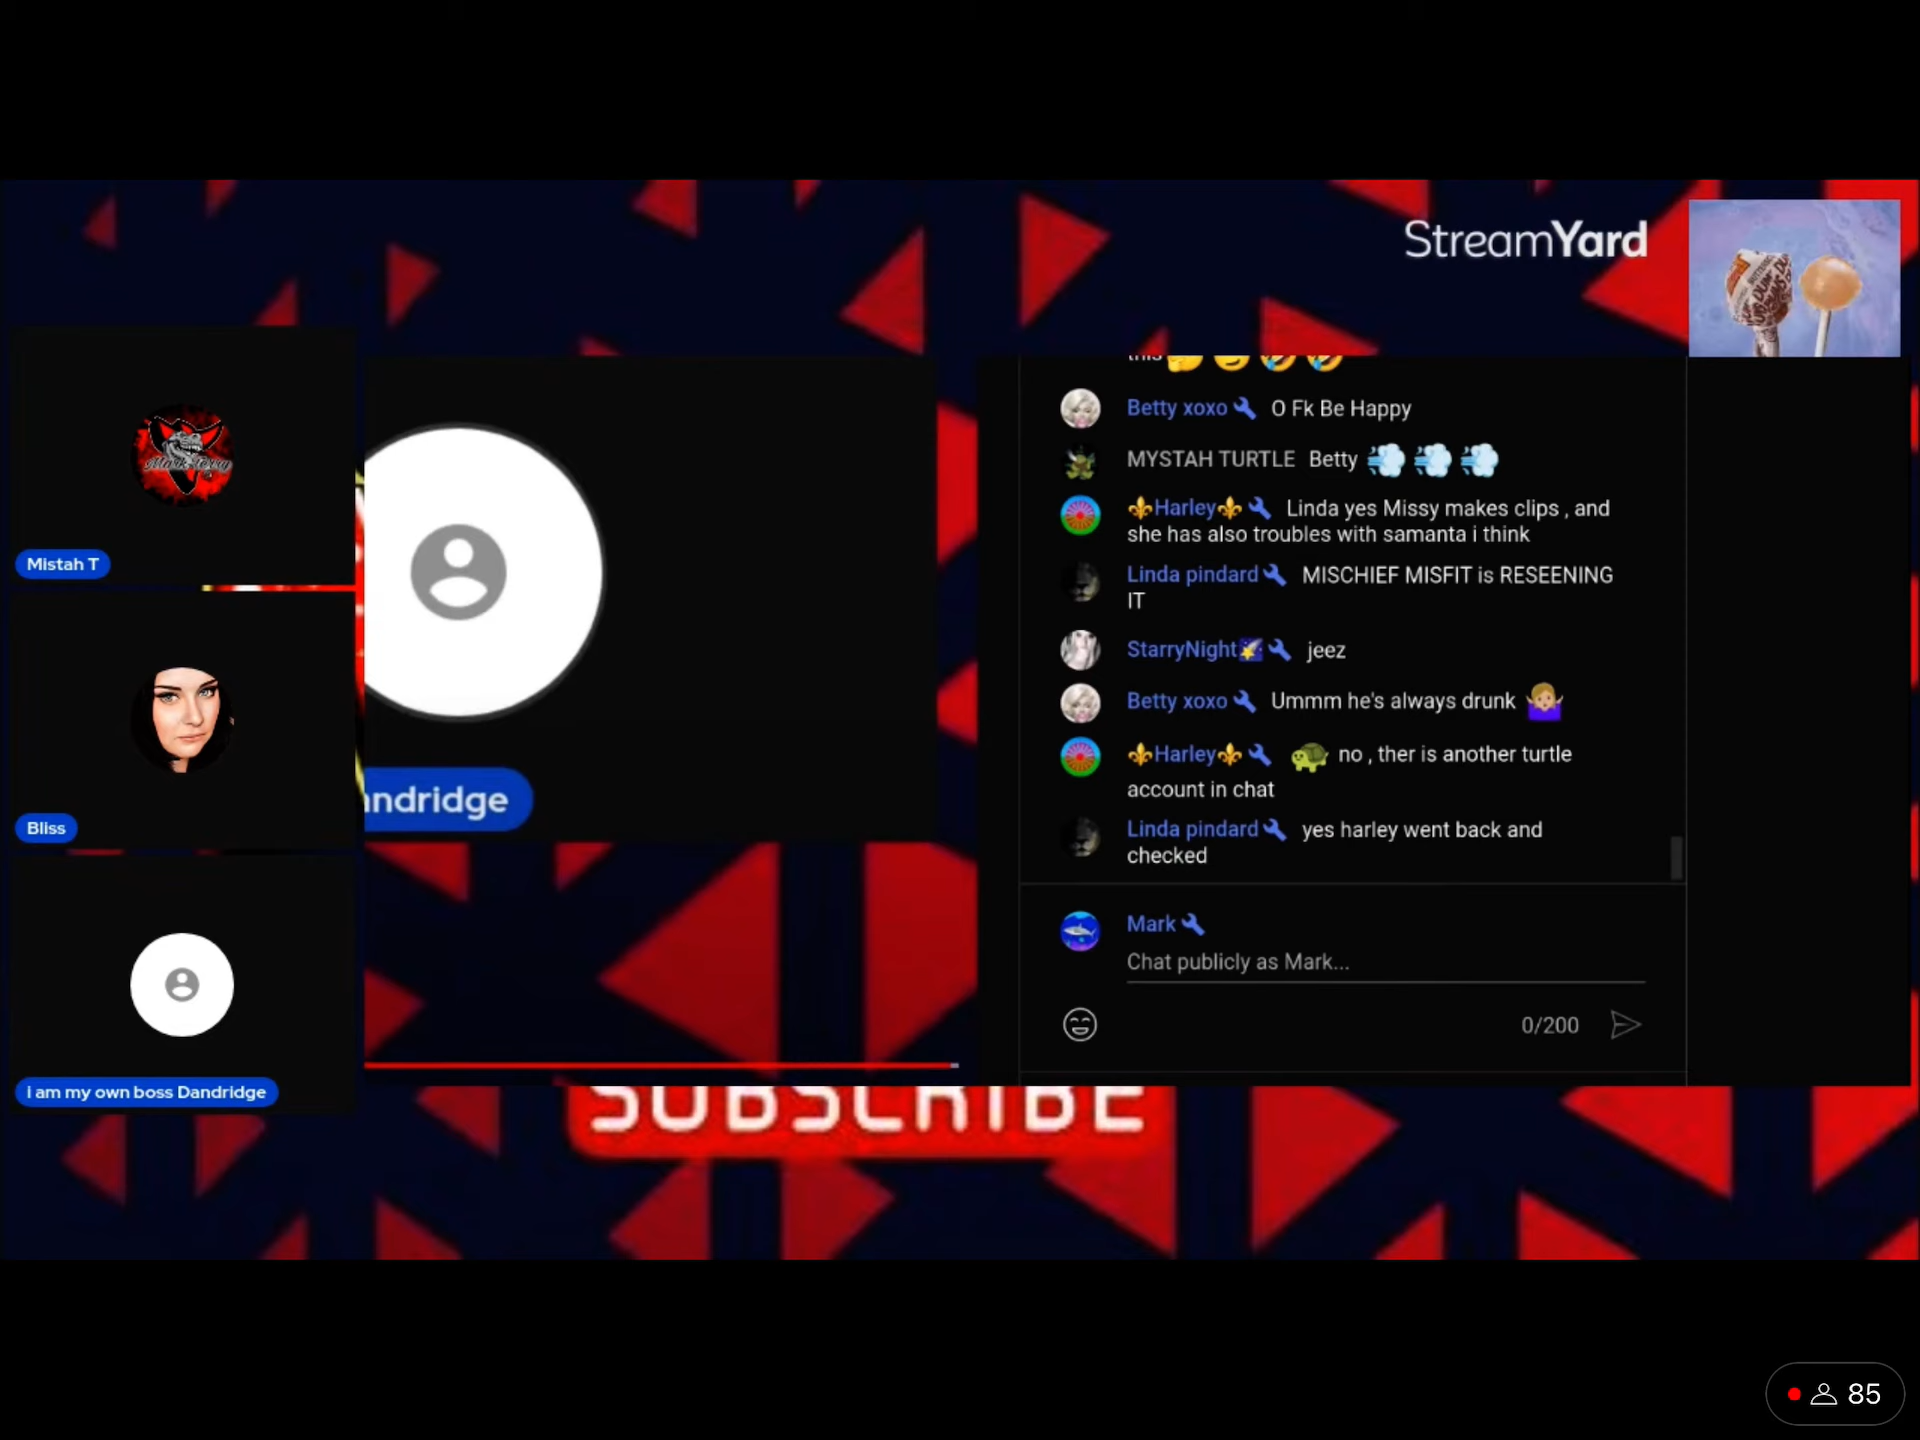 StreamYard
Mistah T
Bliss
i am my own boss Dandridge
andridge
this
Betty xoxo O Fk Be Happy
MYSTAH TURTLE Betty
Harley Linda yes Missy makes clips , and
she has also troubles with samanta i think
Linda pindard MISCHIEF MISFIT is RESEENING
IT
StarryNight jeez
Betty xoxo Ummm he's always drunk
Harley no , ther is another turtle
account in chat
Linda pindard yes harley went back and
checked
Mark
Chat publicly as Mark...
0/200
SUBSCRIBE
85